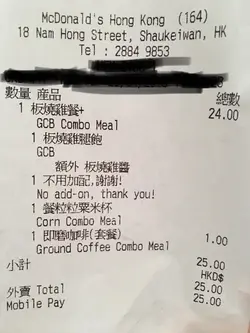 McDonald's Hong Kong (164)
18 Nam Hong Street, Shaukeiwan, HK
Tel : 2884 9853
數量 產品 總數
1 板燒雞餐+ 24.00
GCB Combo Meal
1 板燒雞腿飽
GCB
額外 板燒雞醬
1 不用加配,謝謝!
No add-on, thank you!
1 餐粒粒粟米杯
Corn Combo Meal
1 即磨咖啡(套餐) 1.00
Ground Coffee Combo Meal
小計 25.00
HKD$
外賣 Total 25.00
Mobile Pay 25.00